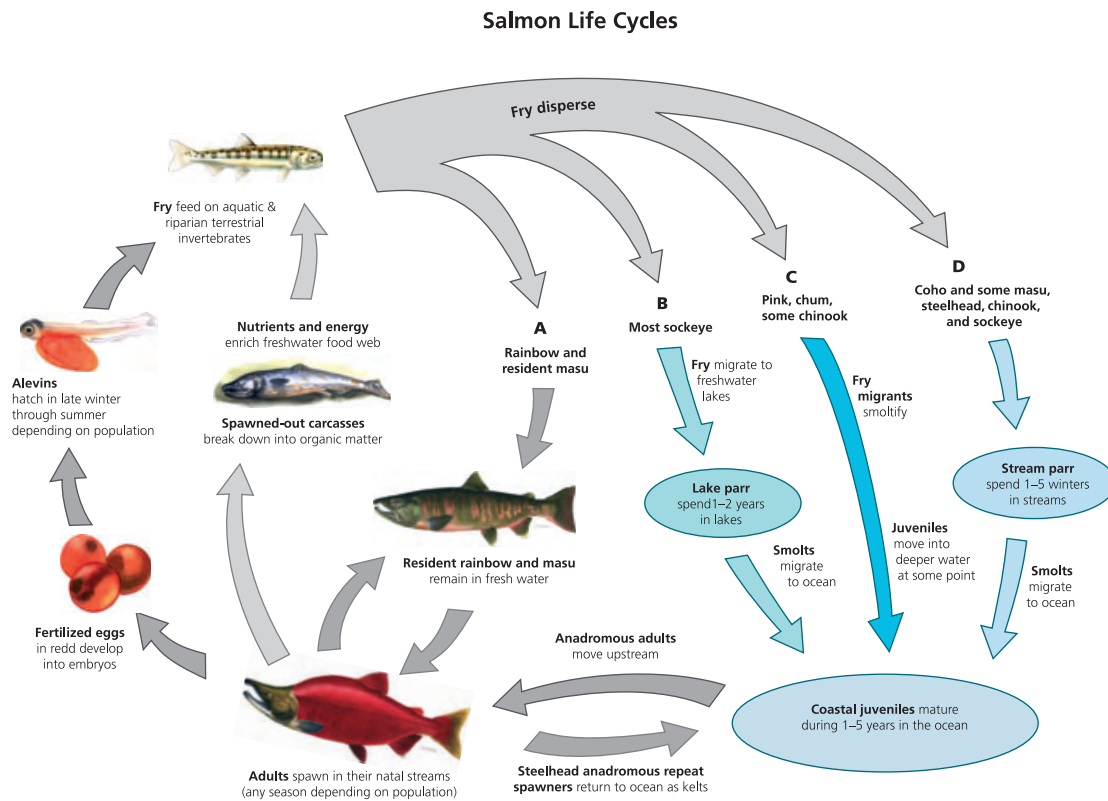 Salmon Life Cycles
Fry disperse
Fry feed on aquatic &
riparian terrestrial
invertebrates
Alevins
hatch in late winter
through summer
depending on population
Fertilized eggs
in redd develop
into embryos
Nutrients and energy
enrich freshwater food web
Spawned-out carcasses
break down into organic matter
A
Rainbow and
resident masu
Resident rainbow and masu
remain in fresh water
B
Most sockeye
Fry migrate to
freshwater
lakes
Lake parr
spend1–2 years
in lakes
Smolts
migrate
to ocean
C
Pink, chum,
some chinook
Fry
migrants
smoltify
Juveniles
move into
deeper water
at some point
D
Coho and some masu,
steelhead, chinook,
and sockeye
Stream parr
spend 1–5 winters
in streams
Smolts
migrate
to ocean
Anadromous adults
move upstream
Coastal juveniles mature
during 1–5 years in the ocean
Adults spawn in their natal streams
(any season depending on population)
Steelhead anadromous repeat
spawners return to ocean as kelts